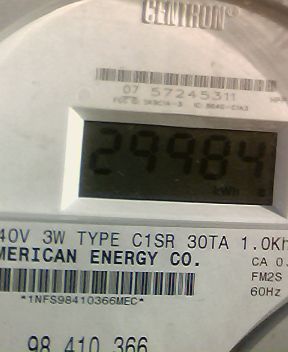 CENTRON®
07 57245311
29984
kWh
40V 3W TYPE C1SR 30TA 1.0Kh
MERICAN ENERGY CO.
CA 0.
FM2S
60Hz
*1NFS98410366MEC*
98 410 366